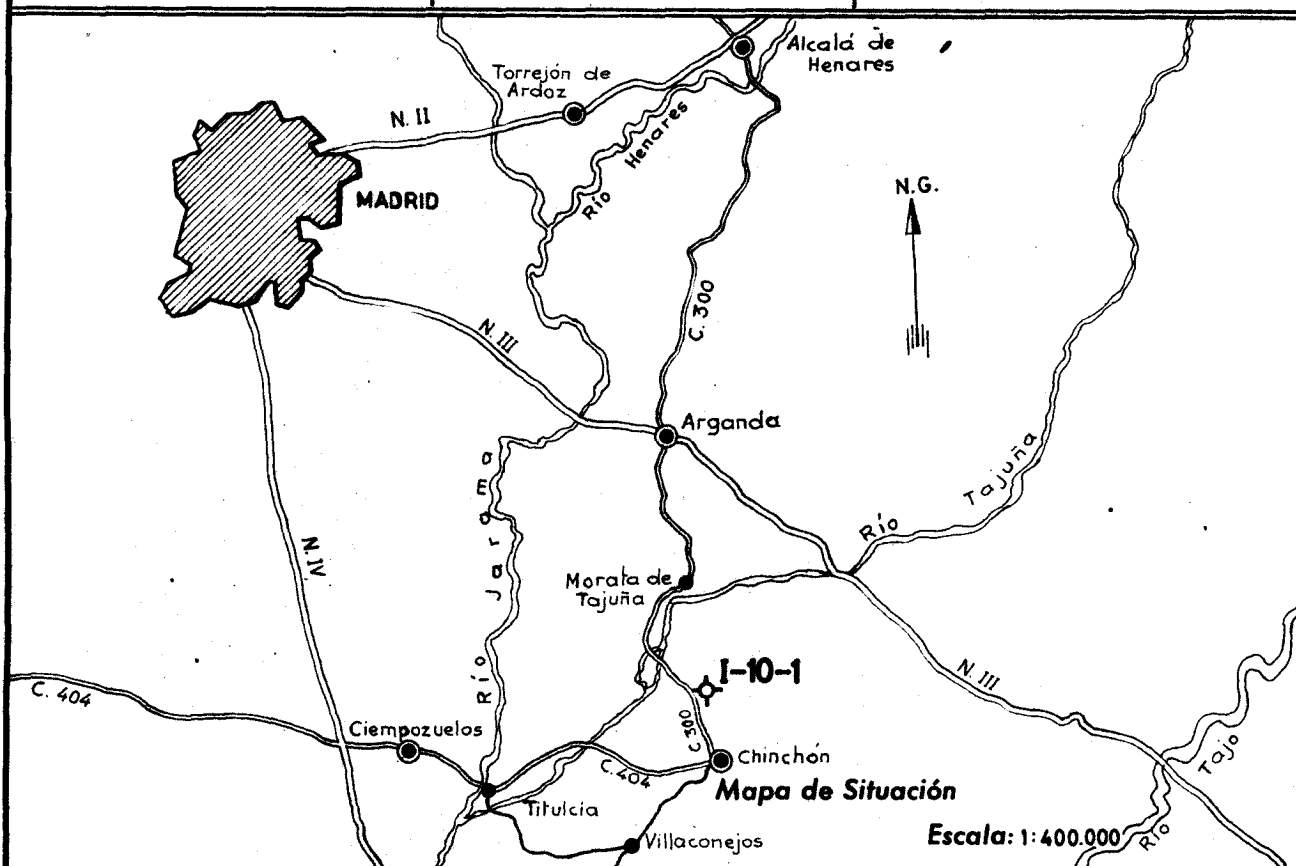 Alcalá de
Henares
Torrejón de
Ardoz
N. II
Río
Henares
MADRID
N.G.
C. 300
N. III
Arganda
Tajuña
Río
Río Jarama
N. IV
Morata de
Tajuña
I-10-1
N. III
C. 404
Ciempozuelos
C 300
C. 404
Chinchón
Río
Tajo
Mapa de Situación
Titulcia
Escala: 1:400.000
Villaconejos